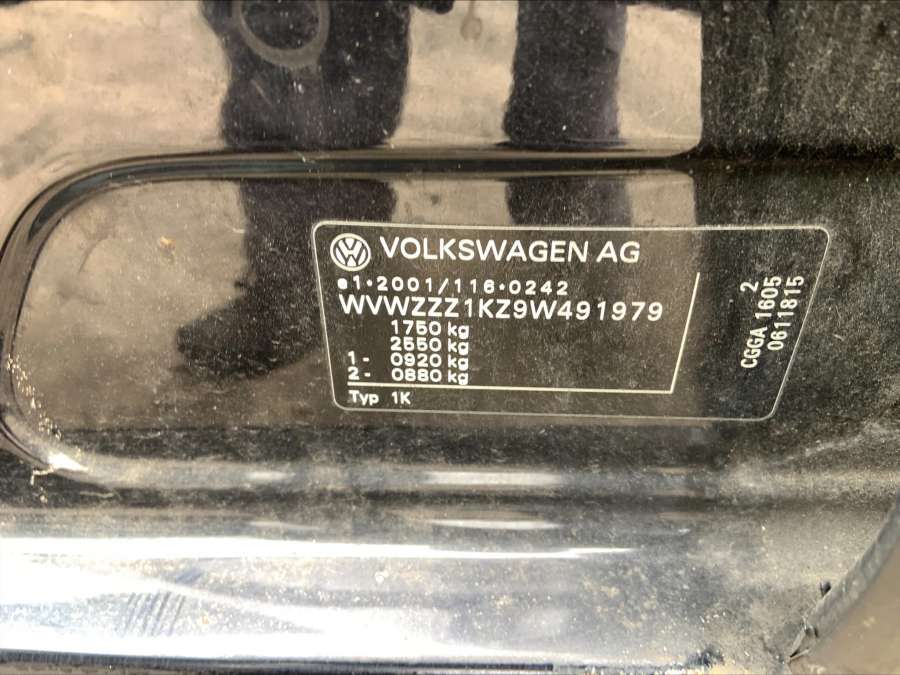 VOLKSWAGEN AG
e1*2001/116*0242
WVWZZZ1KZ9W491979
1750 kg
2550 kg
1- 0920 kg
2- 0880 kg
Typ 1K
2
CGGA 1605
0611815